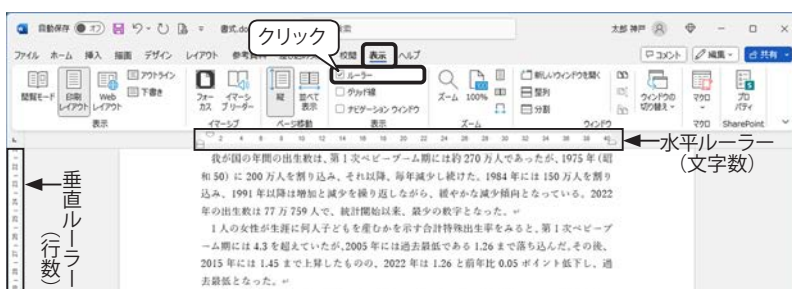 自動保存 オフ 書式.do 太郎 神戸
クリック
ファイル ホーム 挿入 描画 デザイン レイアウト 参考資料 校閲 表示 ヘルプ コメント 編集 共有
閲覧モード 印刷レイアウト Webレイアウト アウトライン 下書き フォーカス イマーシブ リーダー 縦 並べて表示 ルーラー グリッド線 ナビゲーション ウィンドウ ズーム 100% 新しいウィンドウを開く 整列 分割 ウィンドウの切り替え マクロ プロパティ
表示 イマーシブ ページ移動 表示 ズーム ウィンドウ マクロ SharePoint
2 4 6 8 10 12 14 16 18 20 22 24 26 28 30 32 34 36 38 40
水平ルーラー
(文字数)
垂直ルーラー
(行数)
我が国の年間の出生数は、第1次ベビーブーム期には約270万人であったが、1975年(昭
和50)に200万人を割り込み、それ以降、毎年減少し続けた。1984年には150万人を割り
込み、1991年以降は増加と減少を繰り返しながら、緩やかな減少傾向となっている。2022
年の出生数は77万759人で、統計開始以来、最少の数字となった。
1人の女性が生涯に何人子どもを産むかを示す合計特殊出生率をみると、第1次ベビーブ
ーム期には4.3を超えていたが、2005年には過去最低である1.26まで落ち込んだ。その後、
2015年には1.45まで上昇したものの、2022年は1.26と前年比0.05ポイント低下し、過
去最低となった。